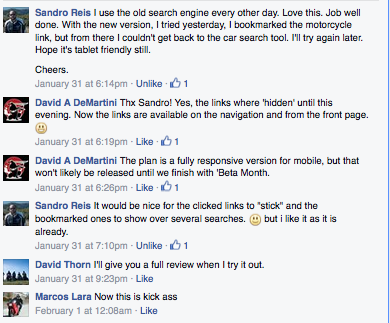 Sandro Reis I use the old search engine every other day. Love this. Job well
done. With the new version, I tried yesterday, I bookmarked the motorcycle
link, but from there I couldn't get back to the car search tool. I'll try again later.
Hope it's tablet friendly still.
Cheers.
January 31 at 6:14pm · Unlike · 1
David A DeMartini Thx Sandro! Yes, the links where 'hidden' until this
evening. Now the links are available on the navigation and from the front page.
January 31 at 6:19pm · Like · 1
David A DeMartini The plan is a fully responsive version for mobile, but that
won't likely be released until we finish with 'Beta Month.
January 31 at 6:26pm · Like · 1
Sandro Reis It would be nice for the clicked links to "stick" and the
bookmarked ones to show over several searches. but i like it as it is
already.
January 31 at 7:10pm · Unlike · 1
David Thorn I'll give you a full review when I try it out.
January 31 at 9:23pm · Like
Marcos Lara Now this is kick ass
February 1 at 12:08am · Like